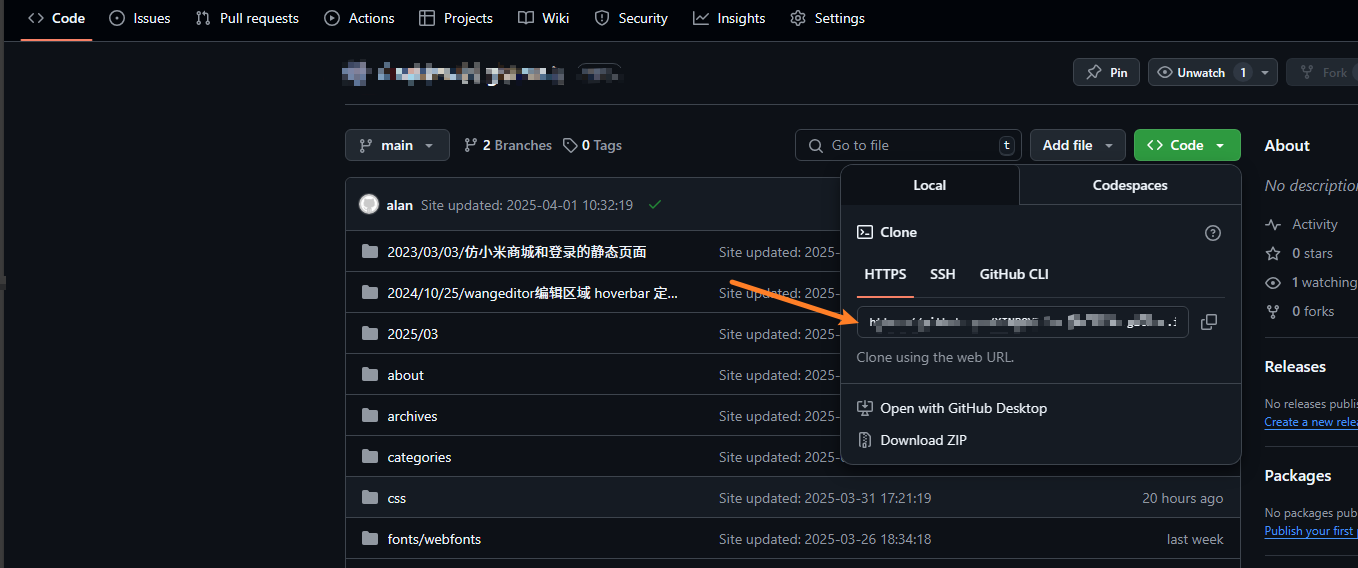 Code Issues Pull requests Actions Projects Wiki Security Insights Settings
Pin Unwatch 1 Fork
main 2 Branches 0 Tags Go to file t Add file Code
About
Local Codespaces
No description
alan Site updated: 2025-04-01 10:32:19
Activity
Clone
2023/03/03/仿小米商城和登录的静态页面 Site updated: 2025-
0 stars
HTTPS SSH GitHub CLI
1 watching
2024/10/25/wangeditor编辑区域 hoverbar 定... Site updated: 2025-
0 forks
2025/03 Site updated: 2025-
Clone using the web URL.
Releases
about Site updated: 2025-
No releases publis
Open with GitHub Desktop
archives Site updated: 2025-
Create a new relea
Download ZIP
categories Site updated: 2025-
Packages
css Site updated: 2025-03-31 17:21:19 20 hours ago
No packages publ
Publish your first
fonts/webfonts Site updated: 2025-03-26 18:34:18 last week